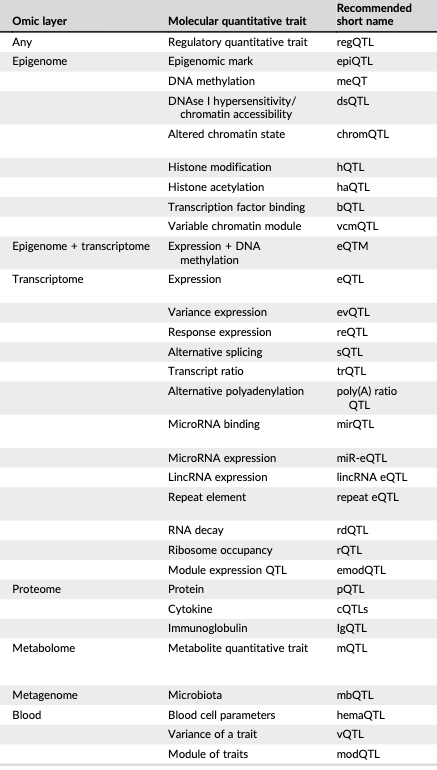 Omic layer Molecular quantitative trait Recommended short name
Any Regulatory quantitative trait regQTL
Epigenome Epigenomic mark epiQTL
DNA methylation meQT
DNAse I hypersensitivity/ dsQTL
chromatin accessibility
Altered chromatin state chromQTL
Histone modification hQTL
Histone acetylation haQTL
Transcription factor binding bQTL
Variable chromatin module vcmQTL
Epigenome + transcriptome Expression + DNA eQTM
methylation
Transcriptome Expression eQTL
Variance expression evQTL
Response expression reQTL
Alternative splicing sQTL
Transcript ratio trQTL
Alternative polyadenylation poly(A) ratio
QTL
MicroRNA binding mirQTL
MicroRNA expression miR-eQTL
LincRNA expression lincRNA eQTL
Repeat element repeat eQTL
RNA decay rdQTL
Ribosome occupancy rQTL
Module expression QTL emodQTL
Proteome Protein pQTL
Cytokine cQTLs
Immunoglobulin IgQTL
Metabolome Metabolite quantitative trait mQTL
Metagenome Microbiota mbQTL
Blood Blood cell parameters hemaQTL
Variance of a trait vQTL
Module of traits modQTL